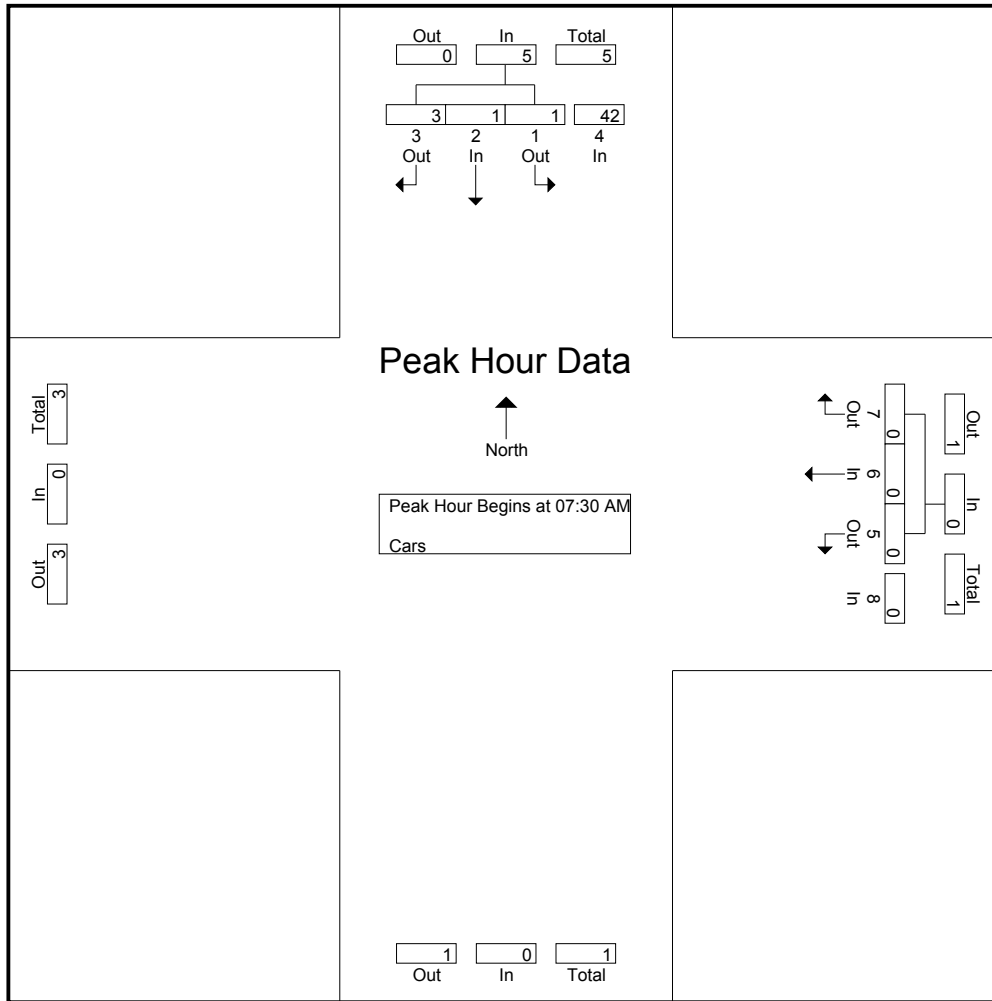 Out In Total
0 5 5
3 1 1 42
3 2 1 4
Out In Out In
Peak Hour Data
North
Peak Hour Begins at 07:30 AM
Cars
Total In Out
3 0 3
Out In Total
1 0 1
0 0 0 0
7 6 5 8
Out In Out In
1 0 1
Out In Total